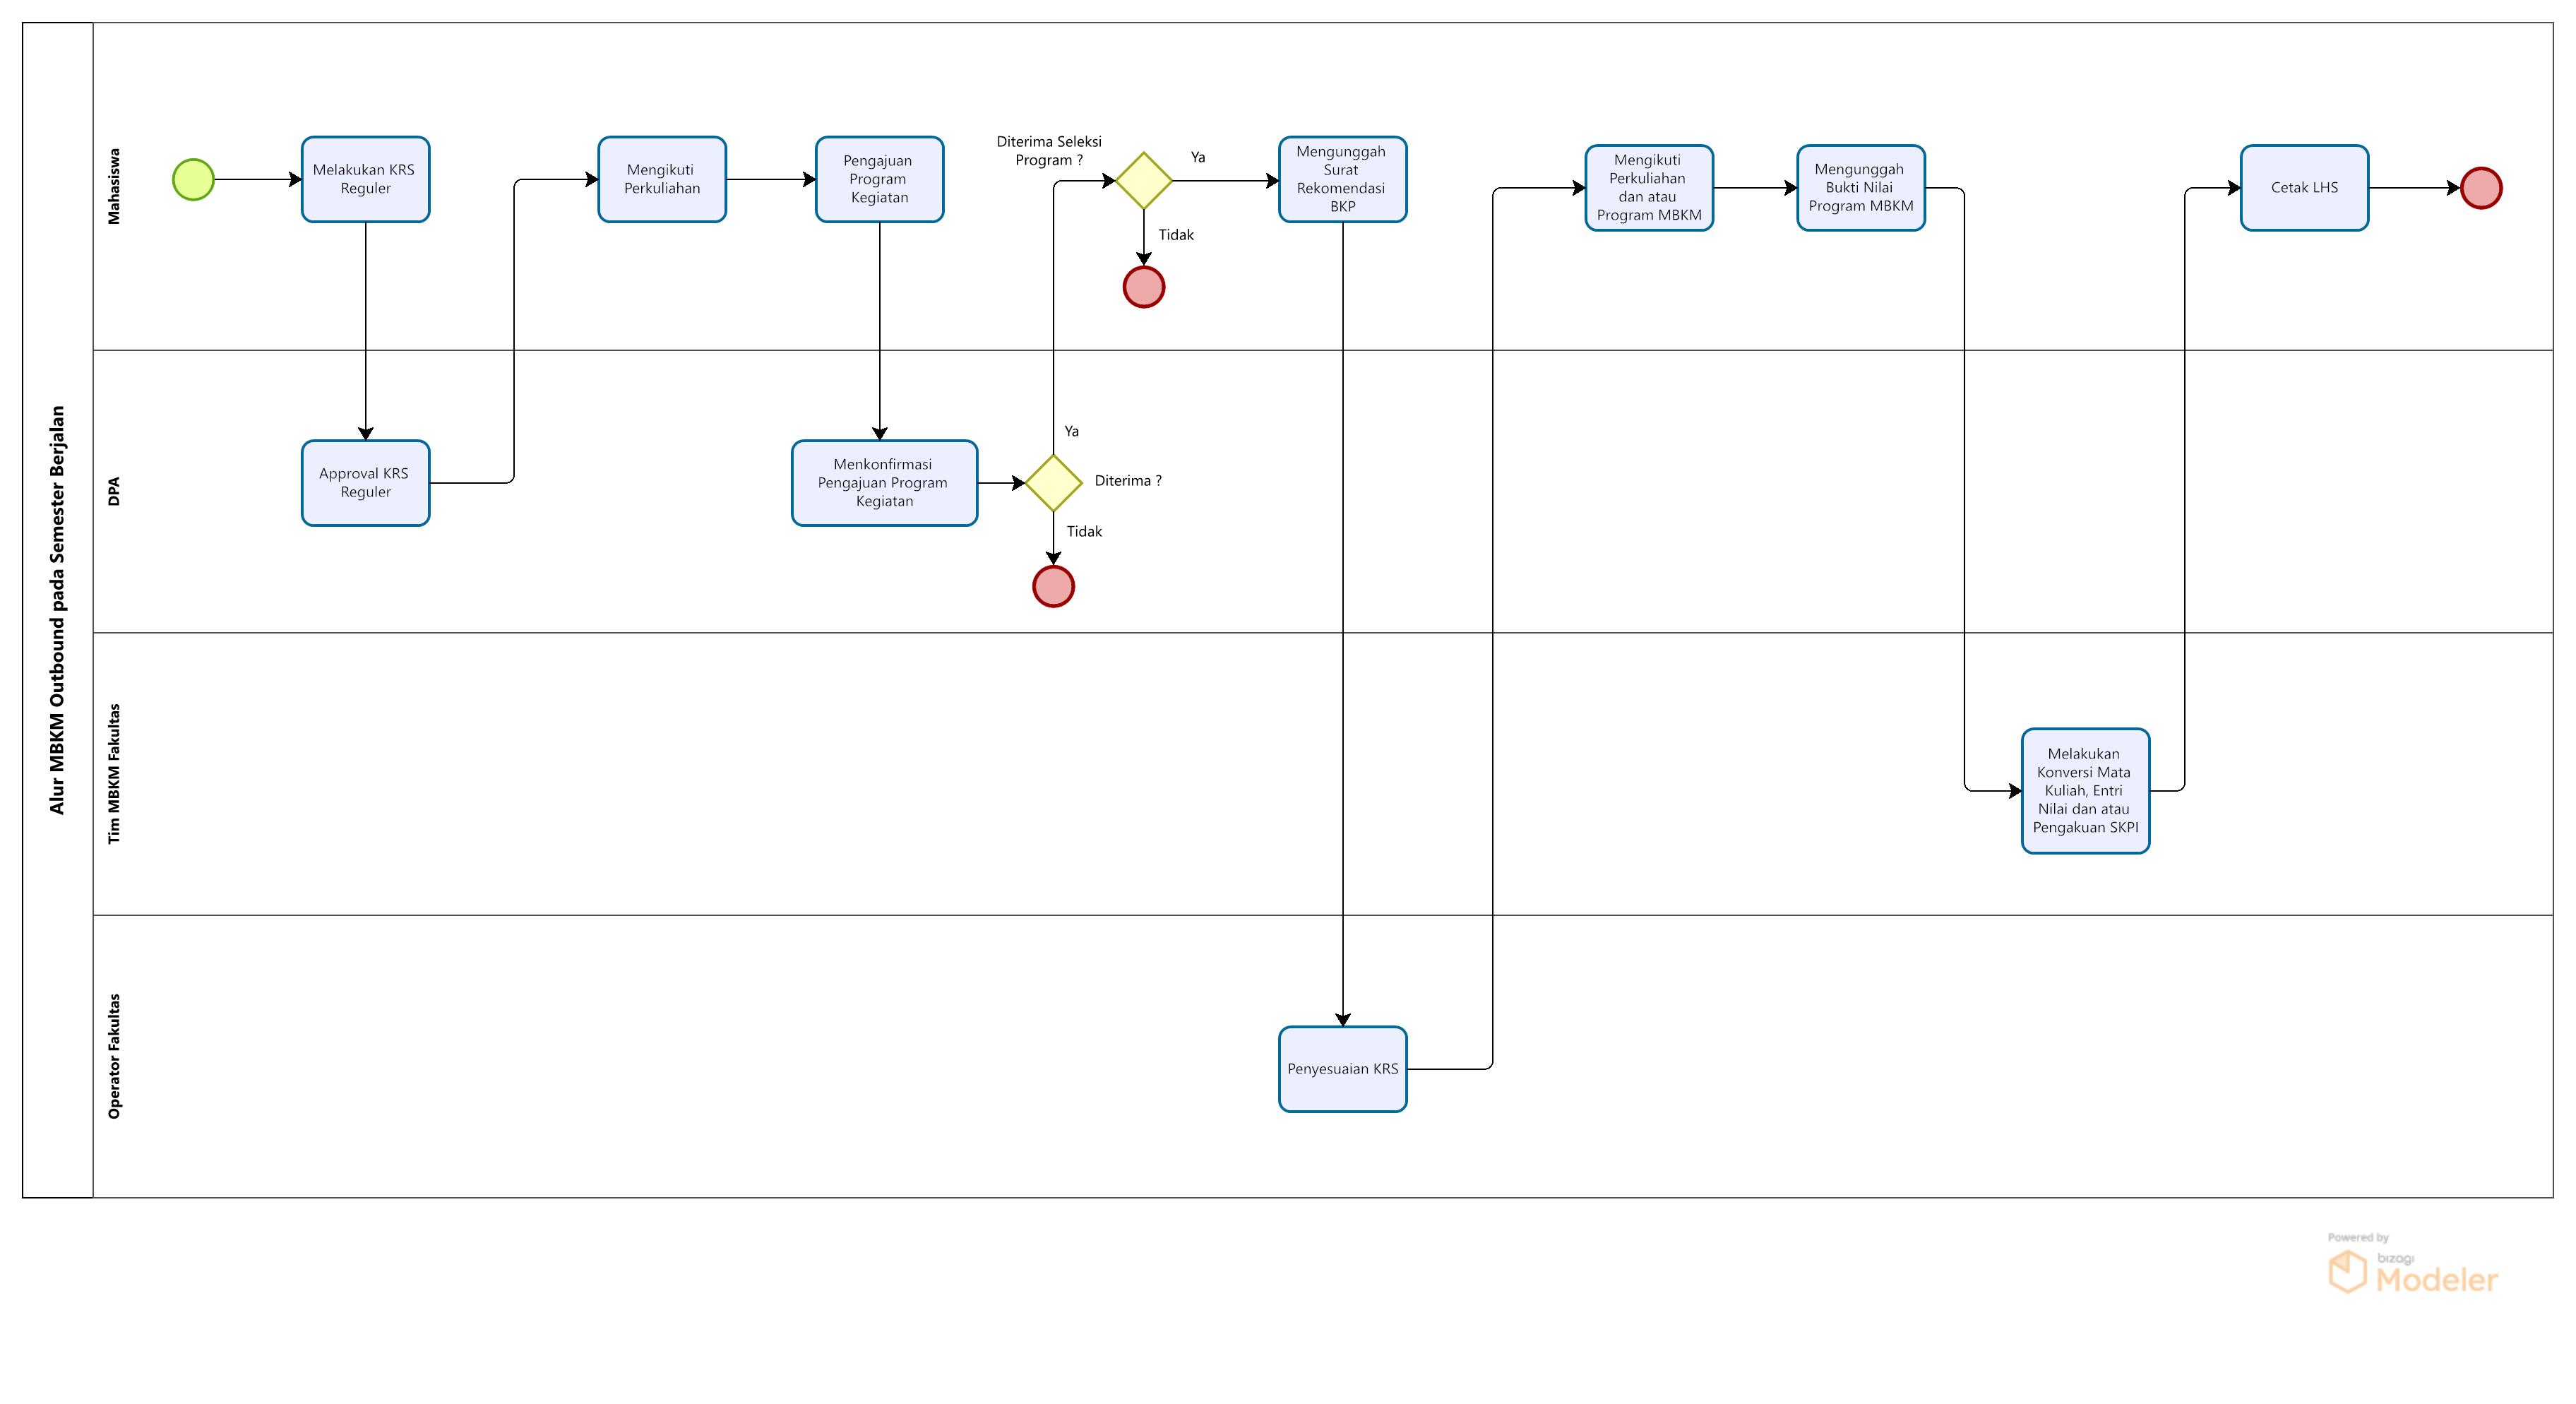 Alur MBKM Outbound pada Semester Berjalan
Mahasiswa
Melakukan KRS
Reguler
Mengikuti
Perkuliahan
Pengajuan
Program
Kegiatan
Diterima Seleksi
Program ?
Ya
Tidak
Mengunggah
Surat
Rekomendasi
BKP
Mengikuti
Perkuliahan
dan atau
Program MBKM
Mengunggah
Bukti Nilai
Program MBKM
Cetak LHS
DPA
Approval KRS
Reguler
Menkonfirmasi
Pengajuan Program
Kegiatan
Ya
Diterima ?
Tidak
Tim MBKM Fakultas
Melakukan
Konversi Mata
Kuliah, Entri
Nilai dan atau
Pengakuan SKPI
Operator Fakultas
Penyesuaian KRS
Powered by
bizagi
Modeler